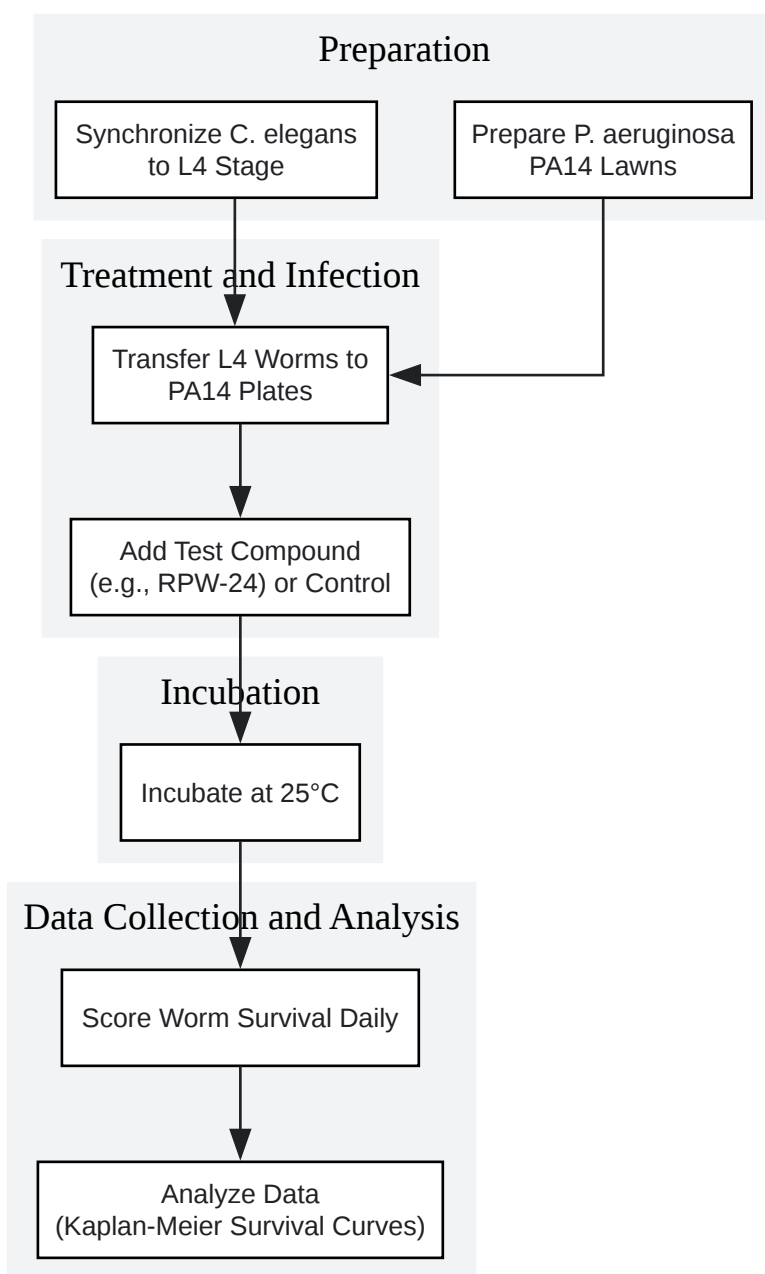 Preparation
Synchronize C. elegans
to L4 Stage
Prepare P. aeruginosa
PA14 Lawns
Treatment and Infection
Transfer L4 Worms to
PA14 Plates
Add Test Compound
(e.g., RPW-24) or Control
Incubation
Incubate at 25°C
Data Collection and Analysis
Score Worm Survival Daily
Analyze Data
(Kaplan-Meier Survival Curves)